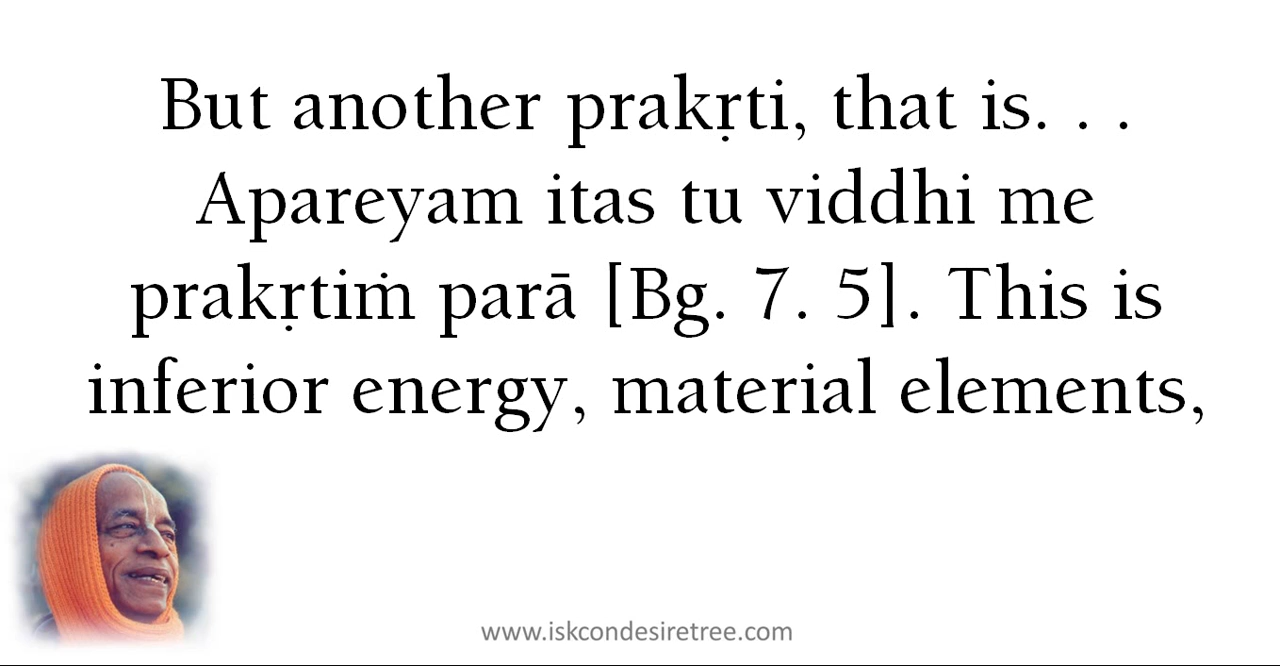 But another prakṛti, that is. . .
Apareyam itas tu viddhi me
prakṛtiṁ parā [Bg. 7. 5]. This is
inferior energy, material elements,
www.iskcondesiretree.com